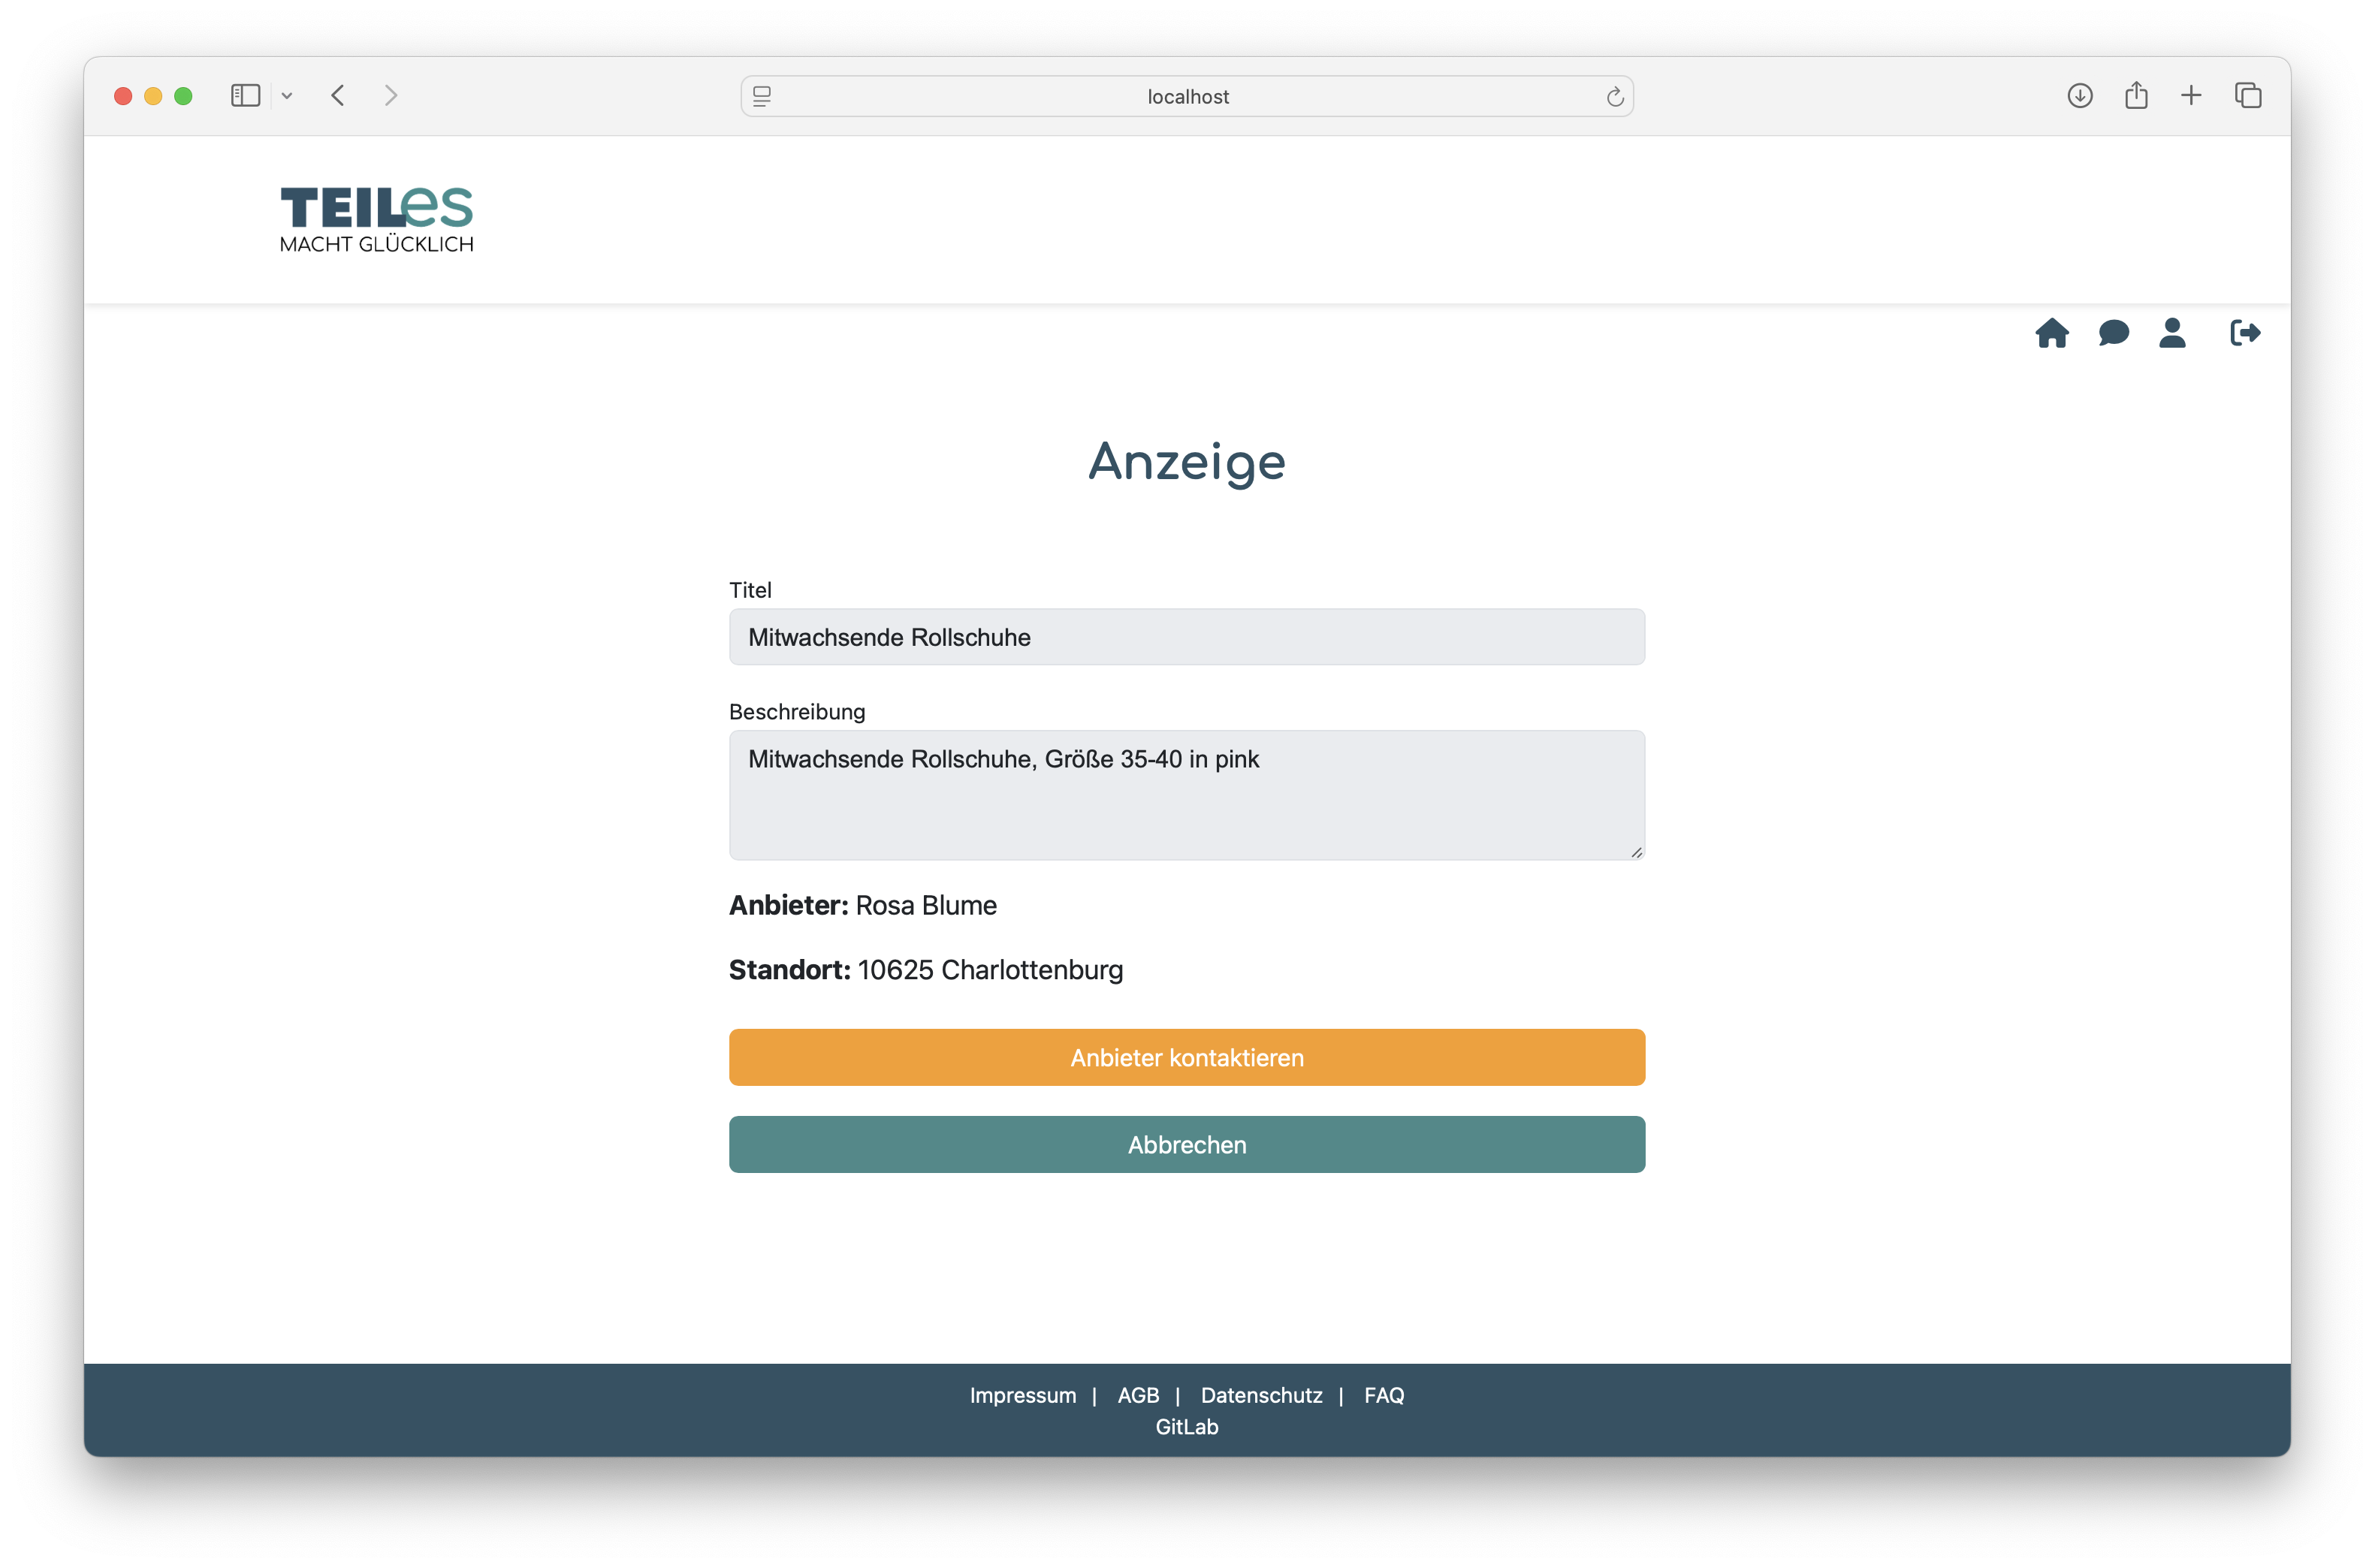 localhost
TEILes
MACHT GLÜCKLICH
Anzeige
Titel
Mitwachsende Rollschuhe
Beschreibung
Mitwachsende Rollschuhe, Größe 35-40 in pink
Anbieter: Rosa Blume
Standort: 10625 Charlottenburg
Anbieter kontaktieren
Abbrechen
Impressum | AGB | Datenschutz | FAQ
GitLab